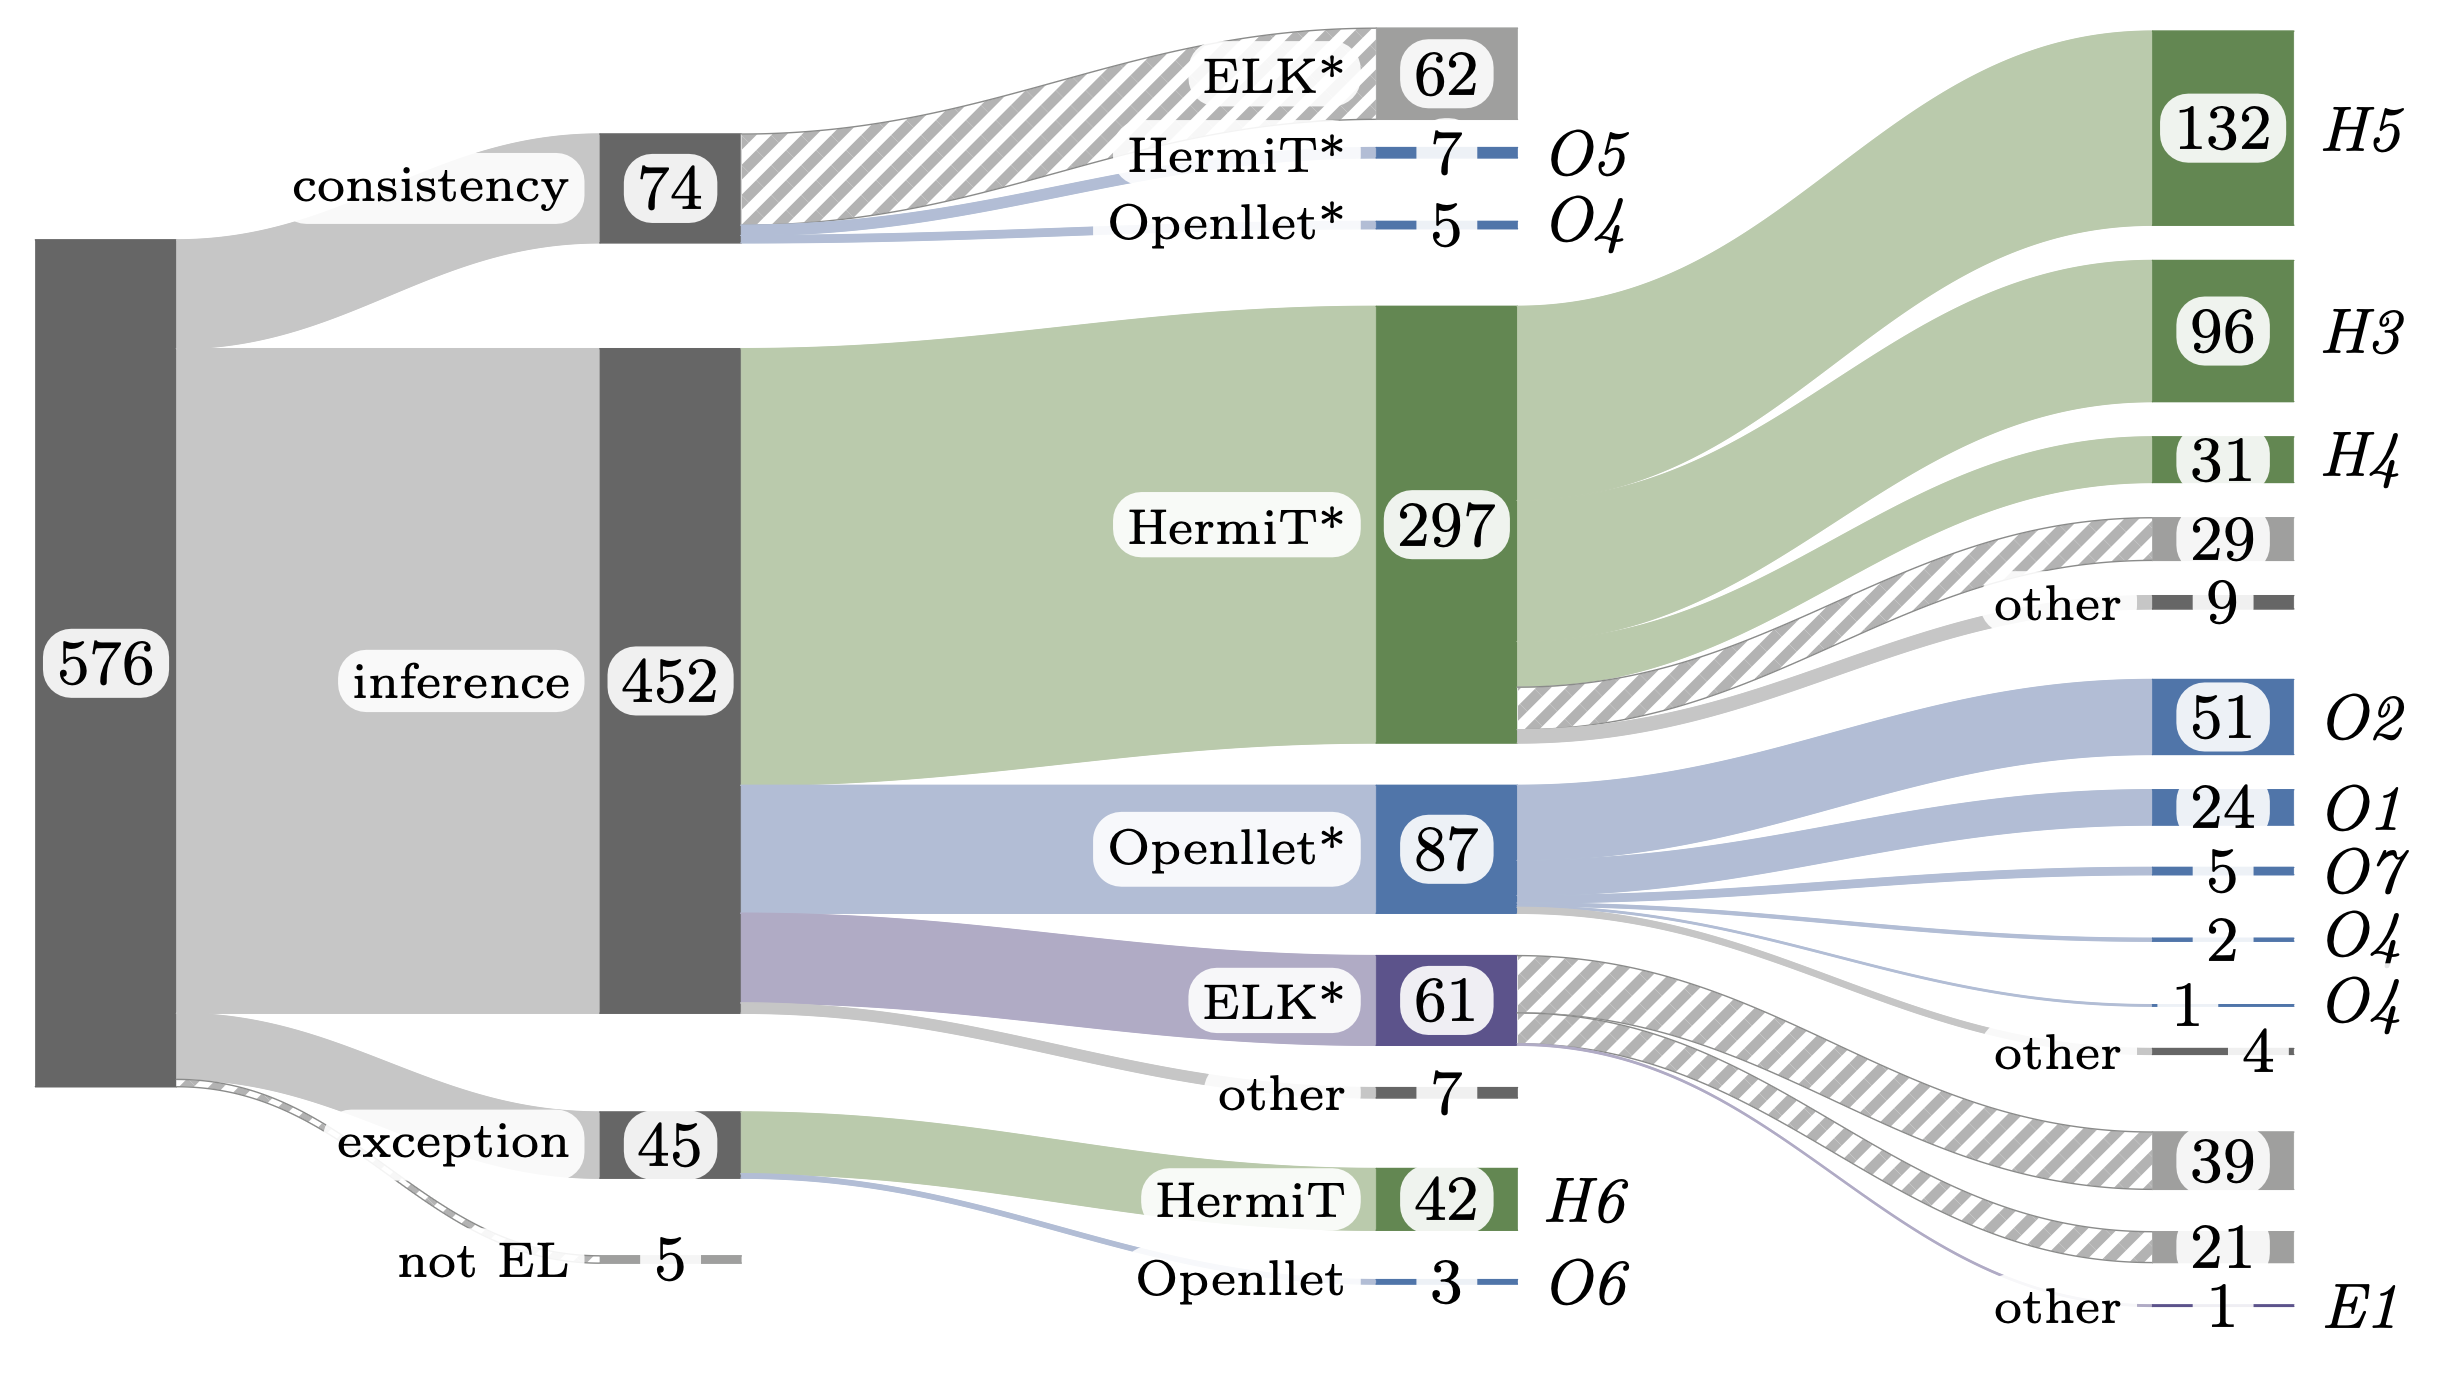 576
consistency 74
inference 452
exception 45
not EL 5
ELK* 62
HermiT* 7 O5
Openllet* 5 O4
HermiT* 297
Openllet* 87
ELK* 61
other 7
HermiT 42 H6
Openllet 3 O6
132 H5
96 H3
31 H4
29
other 9
51 O2
24 O1
5 O7
2 O4
1 O4
other 4
39
21
other 1 E1